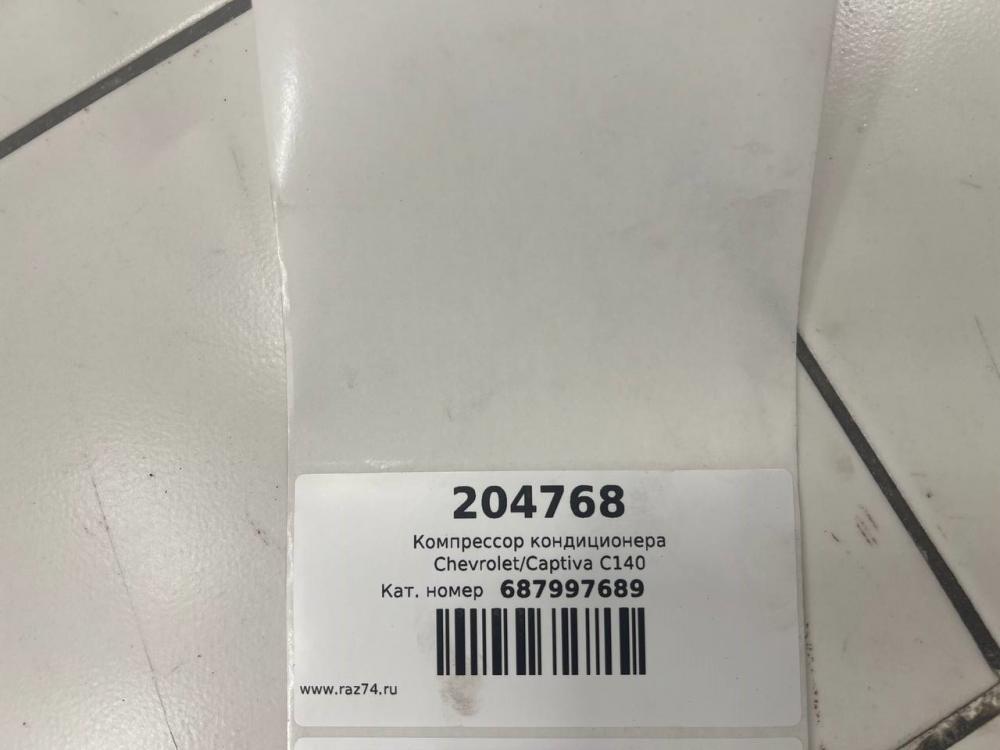 204768
Компрессор кондиционера
Chevrolet/Captiva C140
Кат. номер 687997689
www.raz74.ru